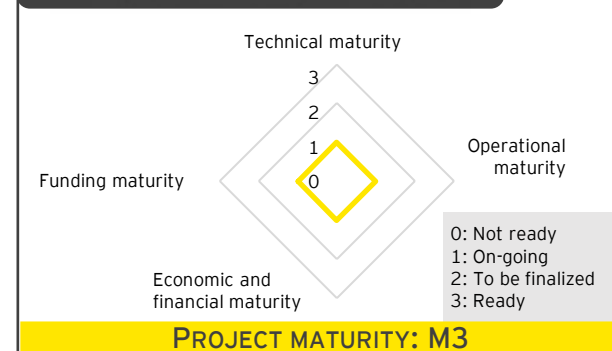 Technical maturity
3
2
1
0
Operational
maturity
Funding maturity
Economic and
financial maturity
0: Not ready
1: On-going
2: To be finalized
3: Ready
PROJECT MATURITY: M3